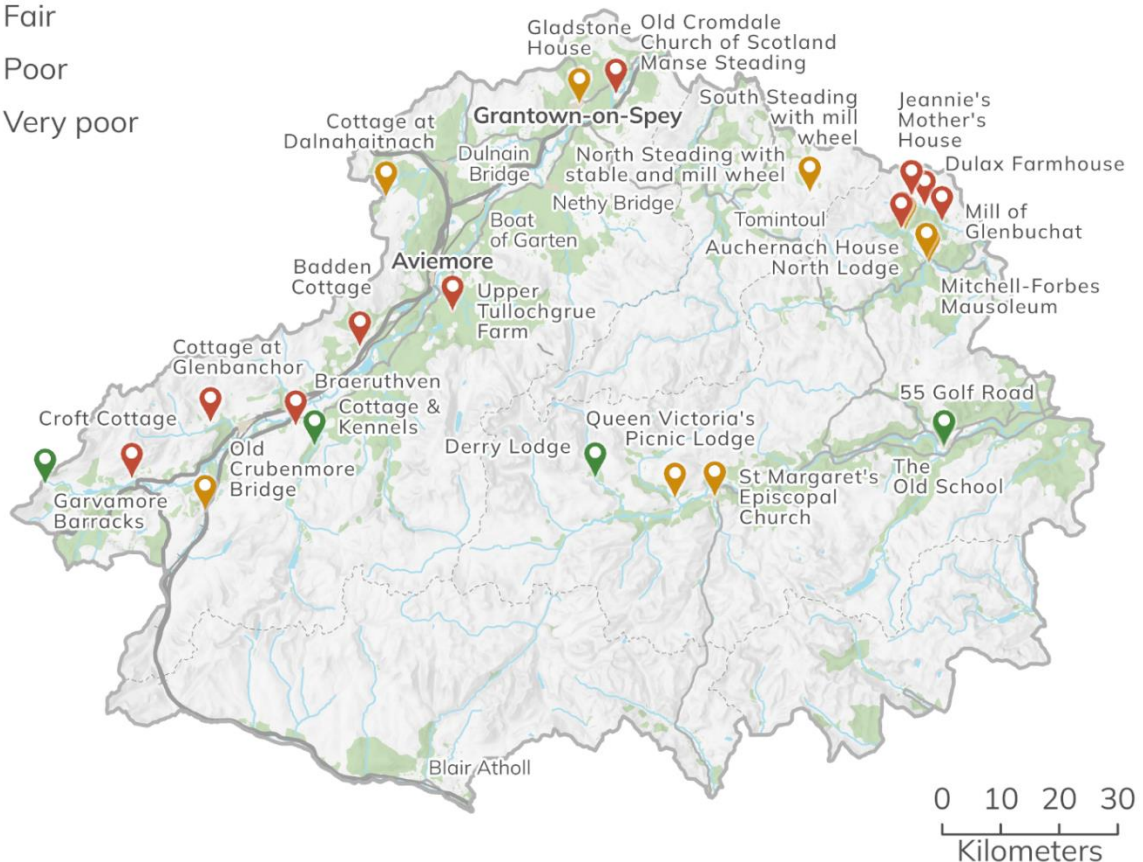 Fair
Poor
Very poor
Gladstone
House
Old Cromdale
Church of Scotland
Manse Steading
Grantown-on-Spey
Cottage at
Dalnahaitnach
Dulnain
Bridge
South Steading
with mill
wheel
North Steading with
stable and mill wheel
Jeannie's
Mother's
House
Dulax Farmhouse
Nethy Bridge
Boat
of Garten
Tomintoul
Mill of
Glenbuchat
Auchernach House
North Lodge
Mitchell-Forbes
Mausoleum
Aviemore
Badden
Cottage
Upper
Tullochgrue
Farm
Cottage at
Glenbanchor
Braeruthven
Cottage &
Kennels
Croft Cottage
Old
Crubenmore
Bridge
Garvamore
Barracks
Derry Lodge
Queen Victoria's
Picnic Lodge
St Margaret's
Episcopal
Church
55 Golf Road
The
Old School
Blair Atholl
0 10 20 30
Kilometers